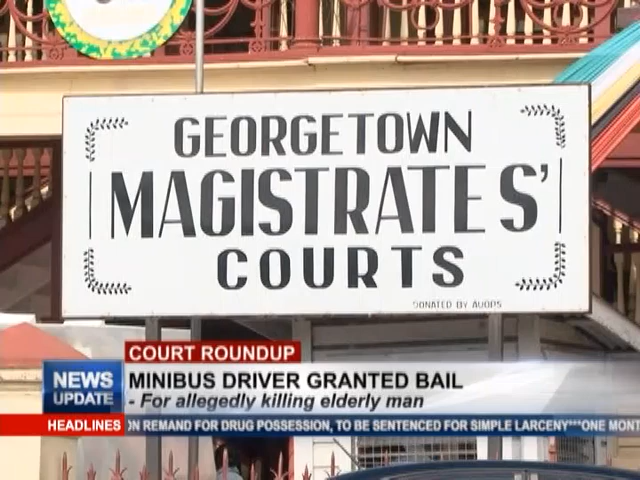 GEORGETOWN
MAGISTRATES'
COURTS
DONATED BY AUOPS
COURT ROUNDUP
NEWS
UPDATE
MINIBUS DRIVER GRANTED BAIL
- For allegedly killing elderly man
HEADLINES
ON REMAND FOR DRUG POSSESSION, TO BE SENTENCED FOR SIMPLE LARCENY***ONE MONT